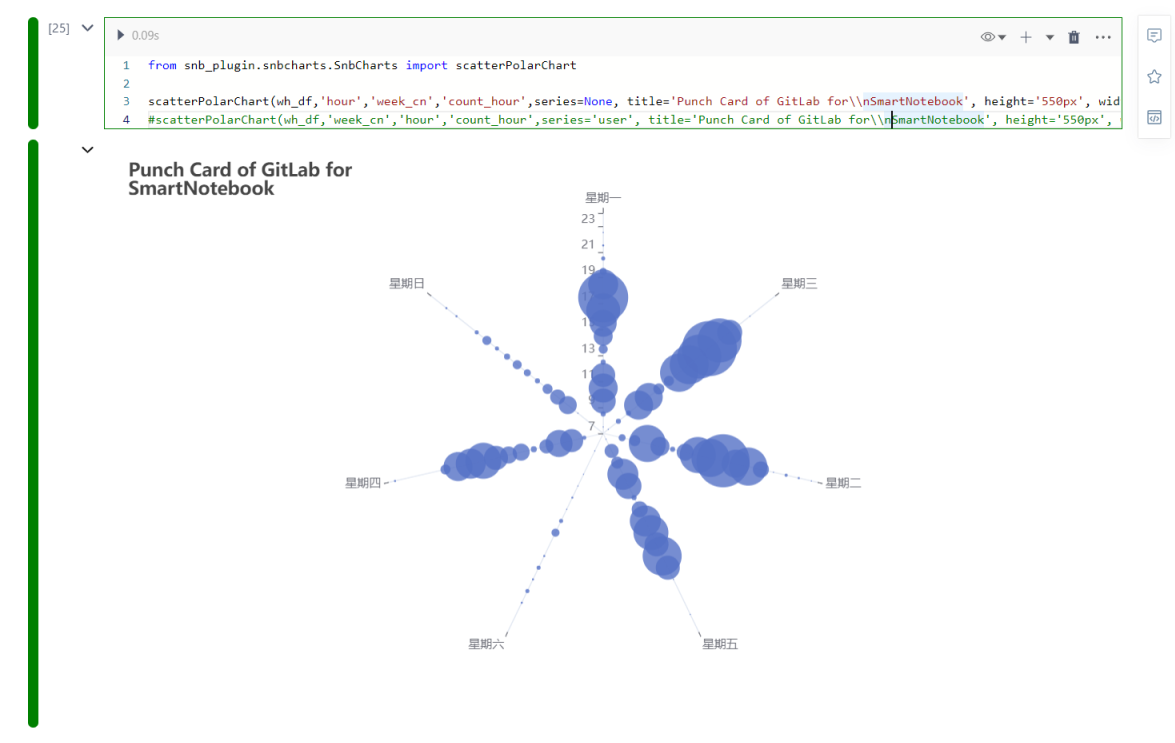 [25]
0.09s
1 from snb_plugin.snbcharts.SnbCharts import scatterPolarChart
2
3 scatterPolarChart(wh_df,'hour','week_cn','count_hour',series=None, title='Punch Card of GitLab for\\nSmartNotebook', height='550px', wid
4 #scatterPolarChart(wh_df,'week_cn','hour','count_hour',series='user', title='Punch Card of GitLab for\\nSmartNotebook', height='550px',
Punch Card of GitLab for
SmartNotebook
星期一
23
21
19
13
11
9
7
星期日
星期三
星期四
星期二
星期六
星期五